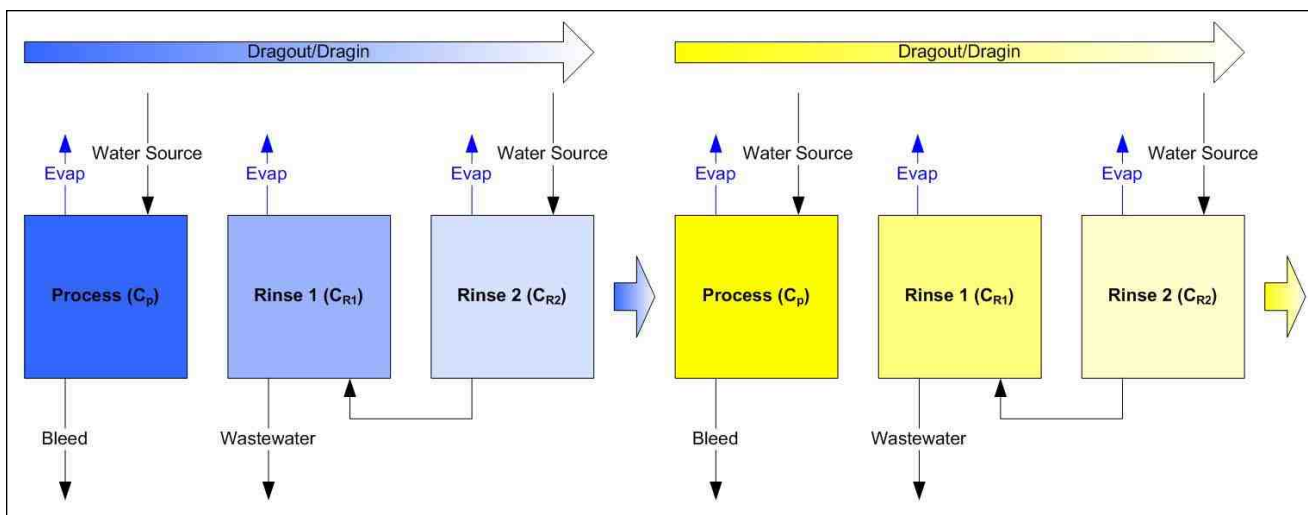 Dragout/Dragin
Dragout/Dragin
Water Source
Water Source
Water Source
Water Source
Evap
Evap
Evap
Evap
Evap
Evap
Process (Cp)
Rinse 1 (CR1)
Rinse 2 (CR2)
Process (Cp)
Rinse 1 (CR1)
Rinse 2 (CR2)
Bleed
Wastewater
Bleed
Wastewater